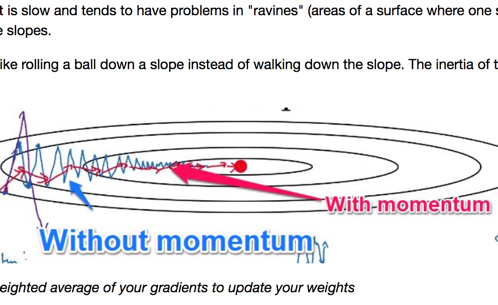 t is slow and tends to have problems in "ravines" (areas of a surface where one
e slopes.
ike rolling a ball down a slope instead of walking down the slope. The inertia of t
With momentum
Without momentum
eighted average of your gradients to update your weights